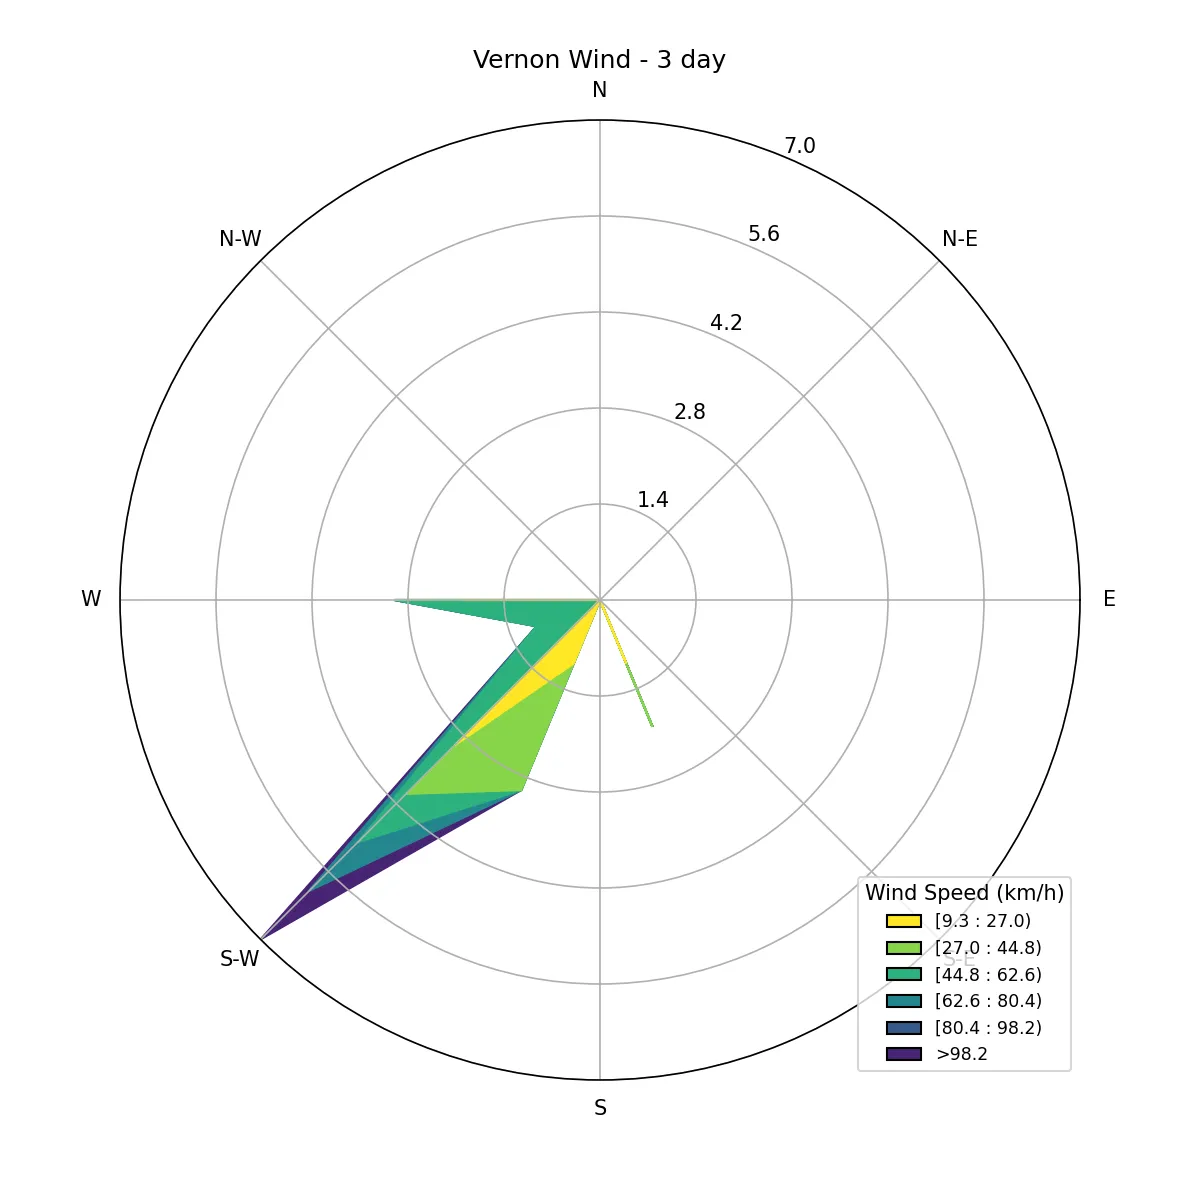 Vernon Wind - 3 day
N
7.0
N-W
5.6
N-E
4.2
2.8
1.4
W
E
S-W
S-E
S
Wind Speed (km/h)
[9.3 : 27.0)
[27.0 : 44.8)
[44.8 : 62.6)
[62.6 : 80.4)
[80.4 : 98.2)
>98.2